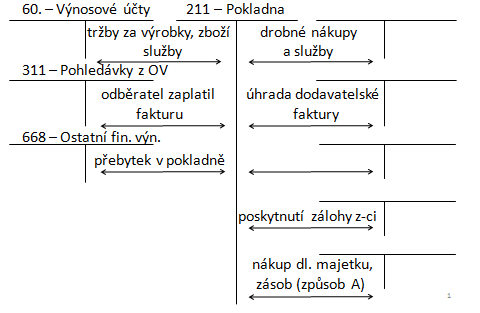 60. – Výnosové účty 211 – Pokladna
tržby za výrobky, zboží drobné nákupy
služby a služby
311 – Pohledávky z OV
odběratel zaplatil úhrada dodavatelské
fakturu faktury
668 – Ostatní fin. výn.
přebytek v pokladně
poskytnutí zálohy z-ci
nákup dl. majetku,
zásob (způsob A)
1